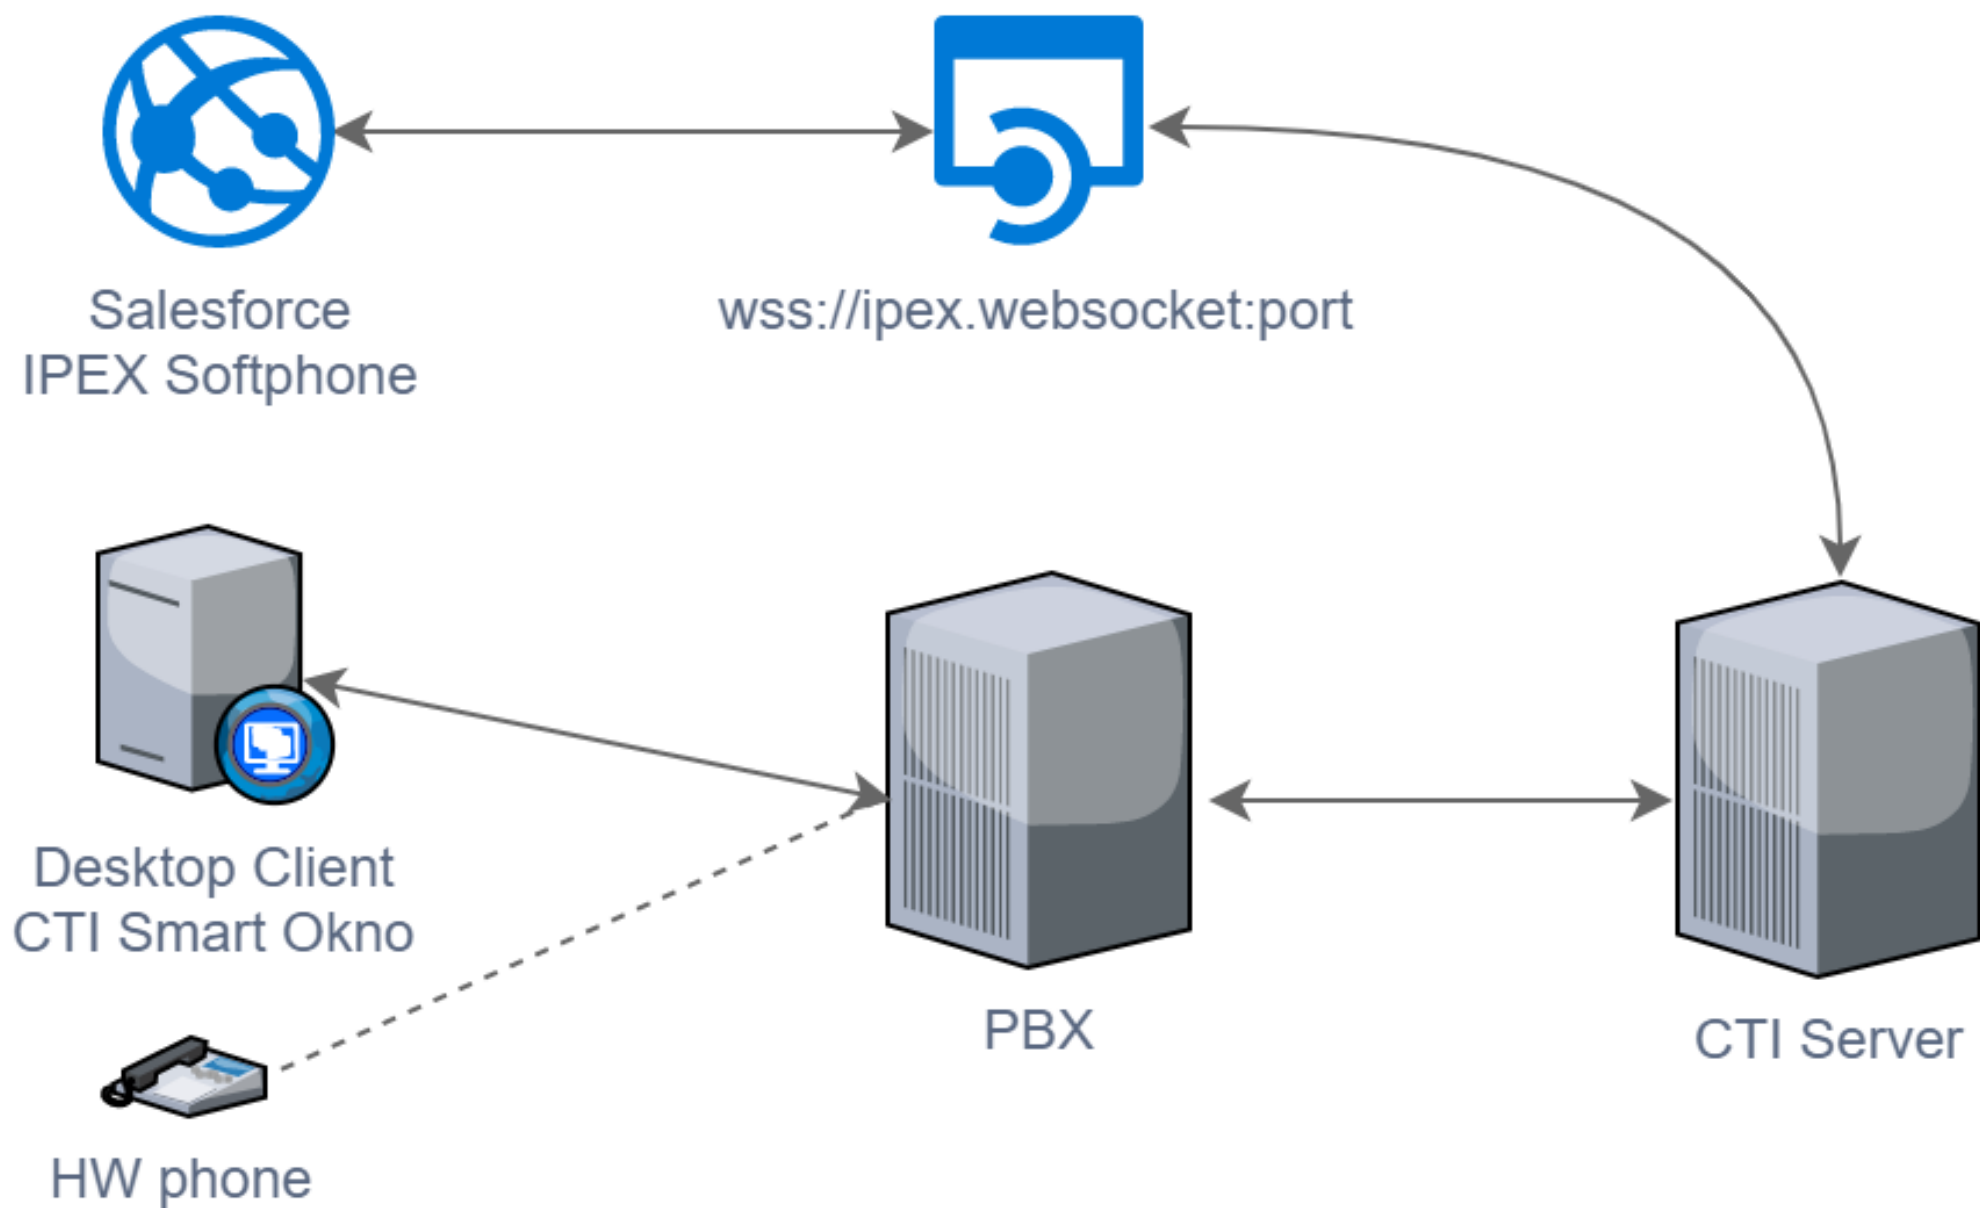 Salesforce
IPEX Softphone
wss://ipex.websocket:port
Desktop Client
CTI Smart Okno
PBX
CTI Server
HW phone